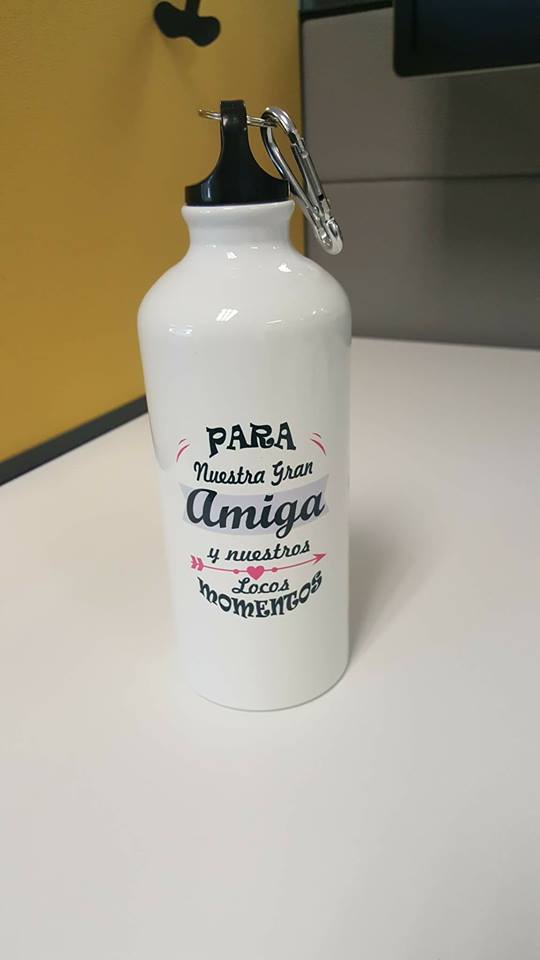 PARA
Nuestra Gran
Amiga
y nuestros
Locos
MOMENTOS